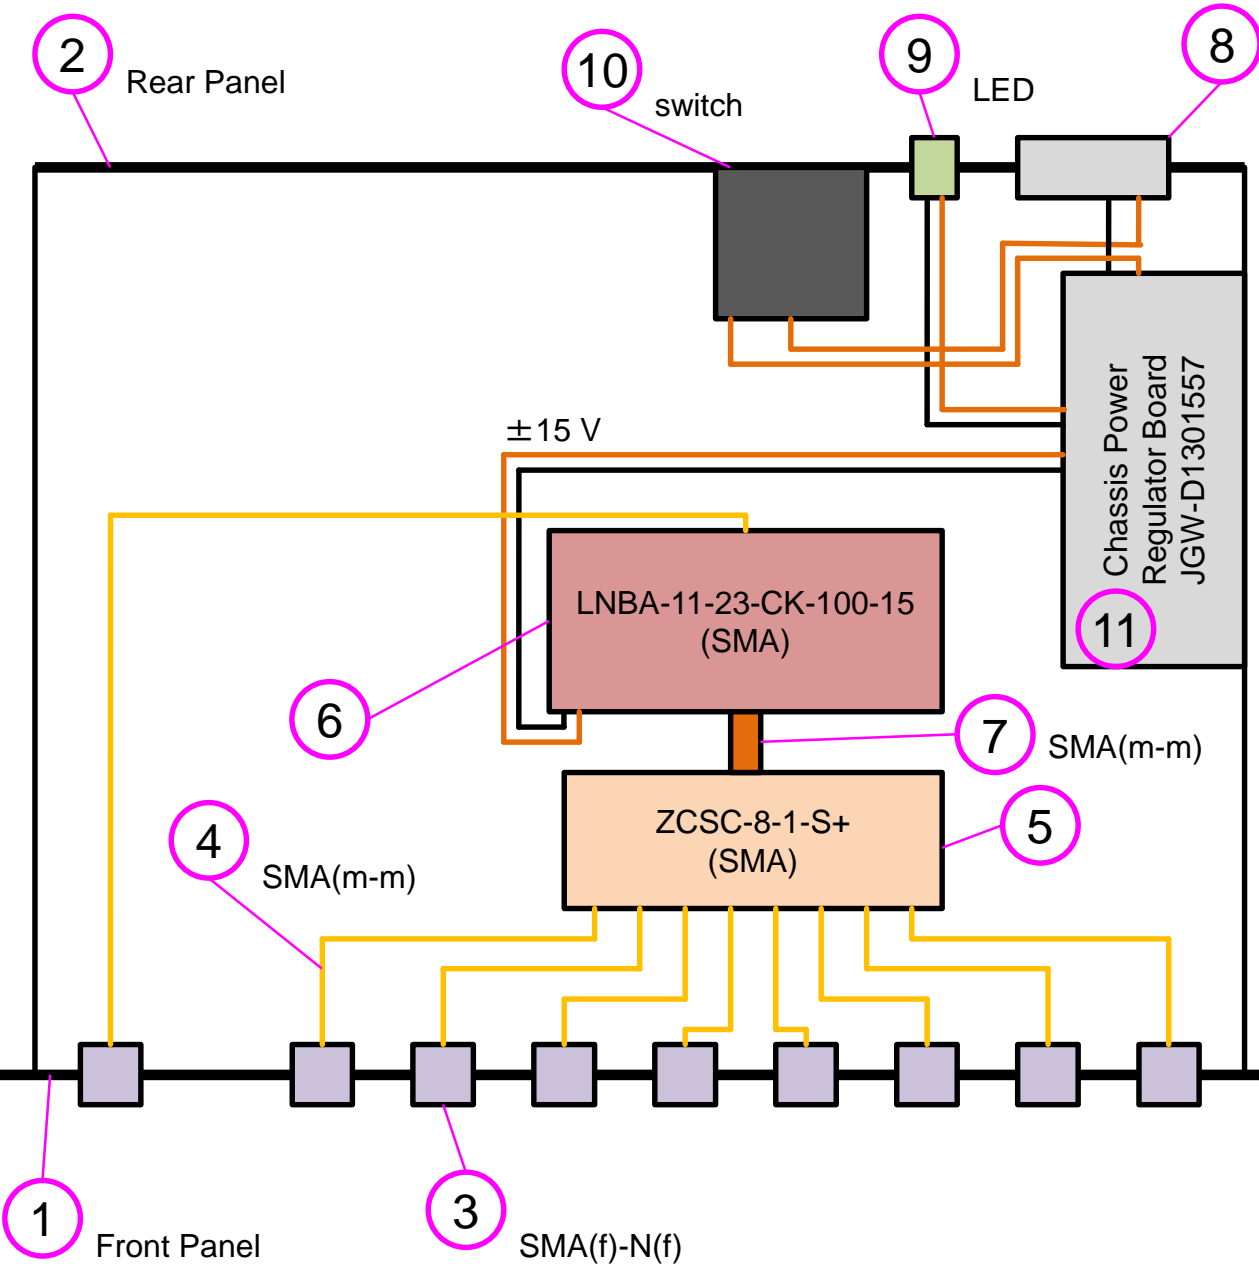 2
Rear Panel
10
switch
9
LED
8
±15 V
Chassis Power
Regulator Board
JGW-D1301557
11
LNBA-11-23-CK-100-15
(SMA)
6
7
SMA(m-m)
ZCSC-8-1-S+
(SMA)
5
4
SMA(m-m)
1
Front Panel
3
SMA(f)-N(f)